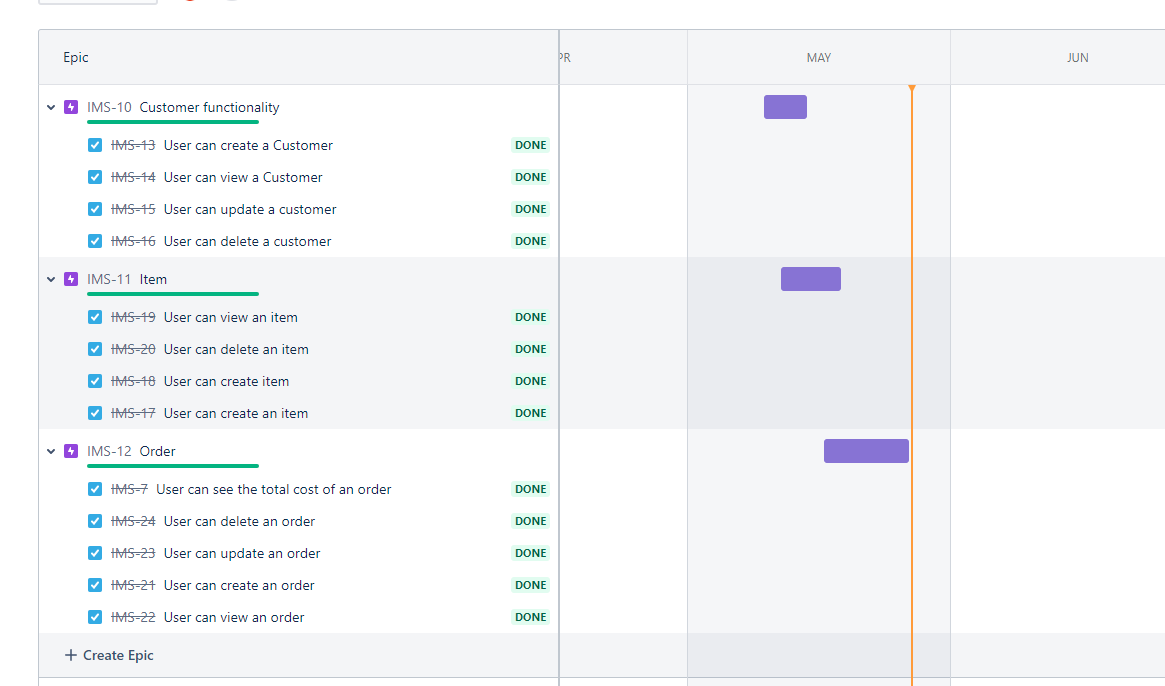 Epic PR MAY JUN
IMS-10 Customer functionality
IMS-13 User can create a Customer DONE
IMS-14 User can view a Customer DONE
IMS-15 User can update a customer DONE
IMS-16 User can delete a customer DONE
IMS-11 Item
IMS-19 User can view an item DONE
IMS-20 User can delete an item DONE
IMS-18 User can create item DONE
IMS-17 User can create an item DONE
IMS-12 Order
IMS-7 User can see the total cost of an order DONE
IMS-24 User can delete an order DONE
IMS-23 User can update an order DONE
IMS-21 User can create an order DONE
IMS-22 User can view an order DONE
+ Create Epic